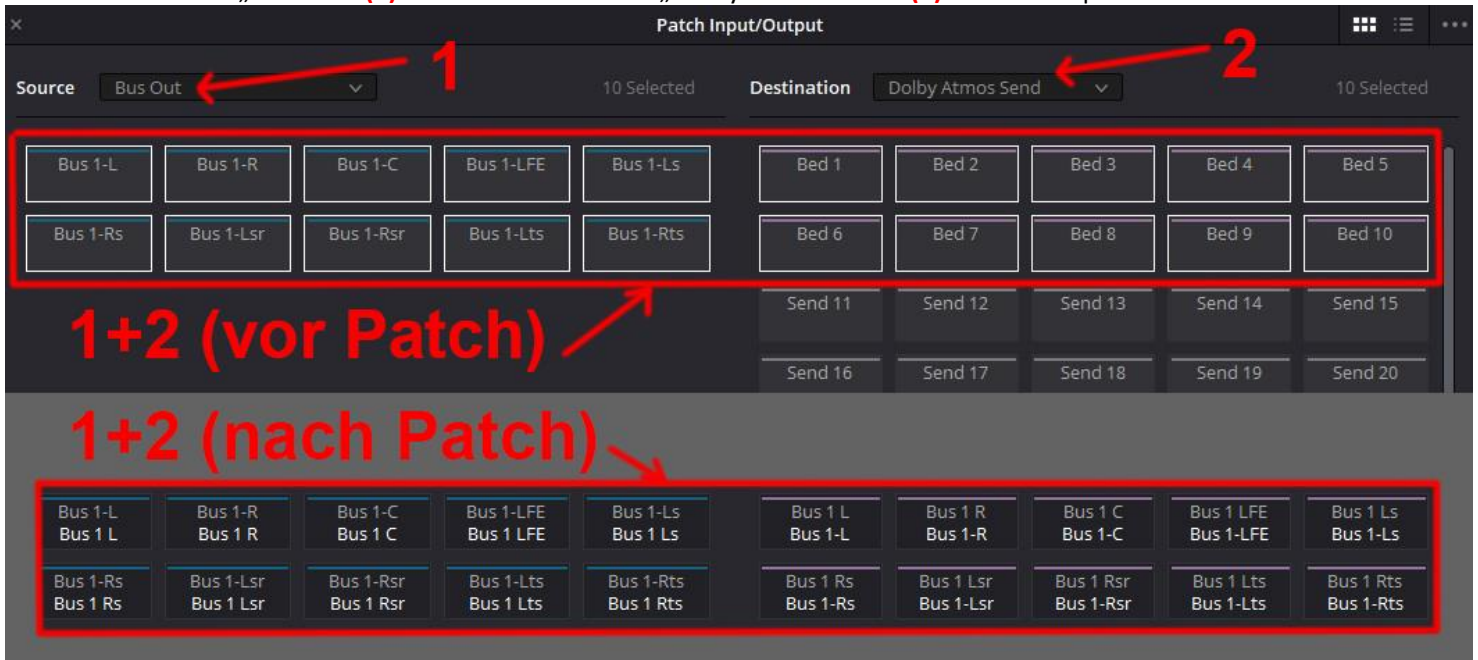 „ (1) „ (2)
Patch Input/Output
1 2
Source Bus Out 10 Selected Destination Dolby Atmos Send 10 Selected
Bus 1-L Bus 1-R Bus 1-C Bus 1-LFE Bus 1-Ls Bed 1 Bed 2 Bed 3 Bed 4 Bed 5
Bus 1-Rs Bus 1-Lsr Bus 1-Rsr Bus 1-Lts Bus 1-Rts Bed 6 Bed 7 Bed 8 Bed 9 Bed 10
1+2 (vor Patch) Send 11 Send 12 Send 13 Send 14 Send 15
Send 16 Send 17 Send 18 Send 19 Send 20
1+2 (nach Patch)
Bus 1-L Bus 1-R Bus 1-C Bus 1-LFE Bus 1-Ls Bus 1 L Bus 1 R Bus 1 C Bus 1 LFE Bus 1 Ls
Bus 1 L Bus 1 R Bus 1 C Bus 1 LFE Bus 1 Ls Bus 1-L Bus 1-R Bus 1-C Bus 1-LFE Bus 1-Ls
Bus 1-Rs Bus 1-Lsr Bus 1-Rsr Bus 1-Lts Bus 1-Rts Bus 1 Rs Bus 1 Lsr Bus 1 Rsr Bus 1 Lts Bus 1 Rts
Bus 1 Rs Bus 1 Lsr Bus 1 Rsr Bus 1 Lts Bus 1 Rts Bus 1-Rs Bus 1-Lsr Bus 1-Rsr Bus 1-Lts Bus 1-Rts